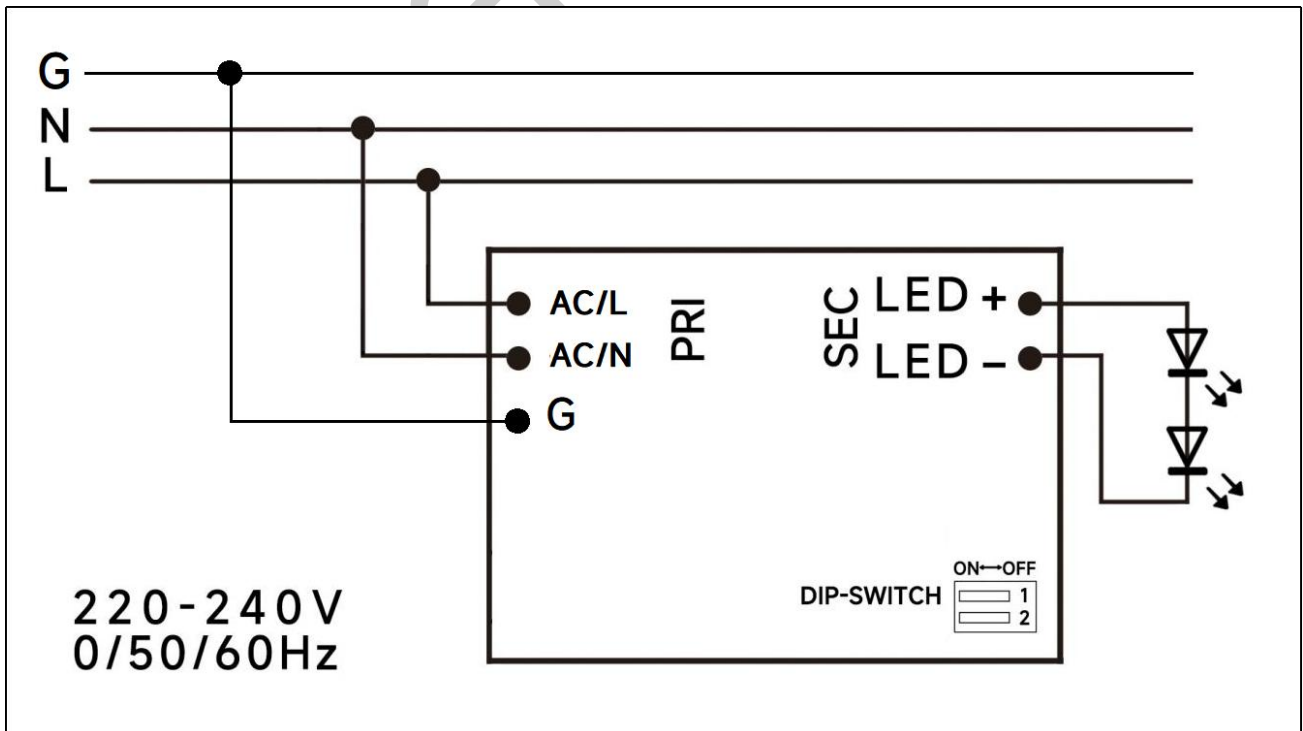 G
N
L
AC/L
AC/N
G
PRI
SEC
LED +
LED –
ON↔OFF
DIP-SWITCH
1
2
220-240V
0/50/60Hz